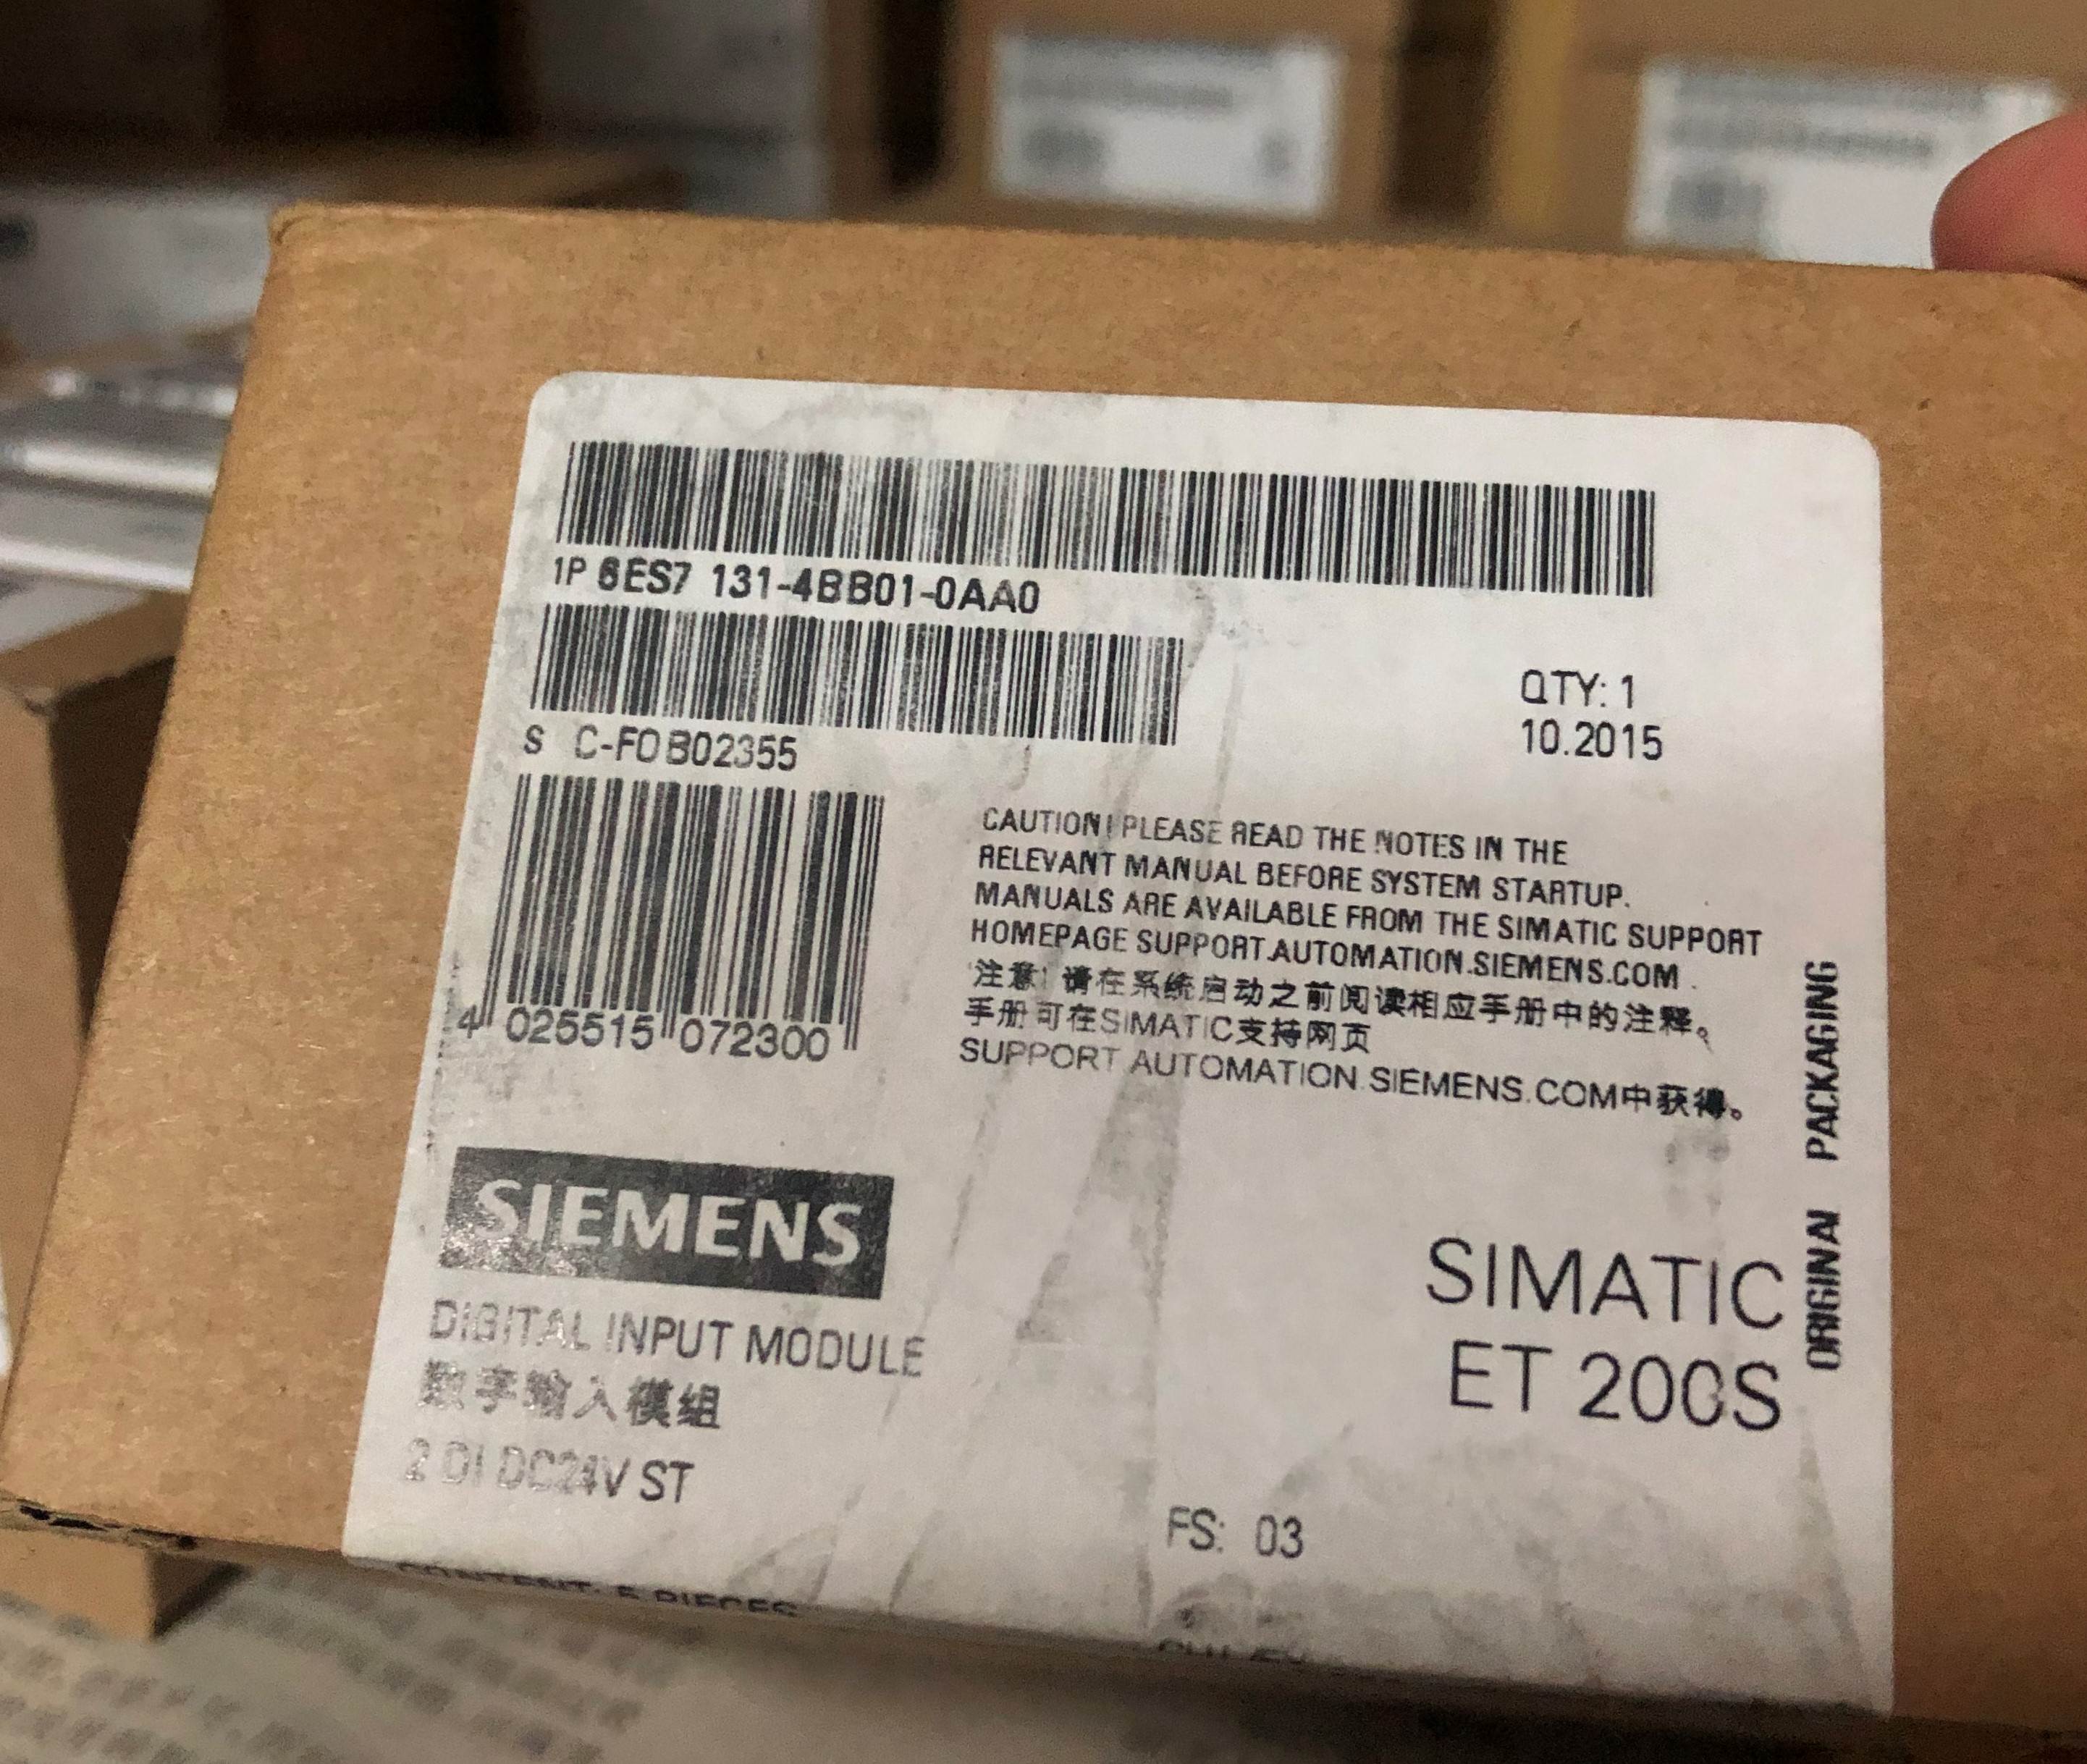 1P 6ES7 131-4BB01-0AA0
S C-F0B02355
QTY: 1
10.2015
4 025515 072300
CAUTION! PLEASE READ THE NOTES IN THE
RELEVANT MANUAL BEFORE SYSTEM STARTUP.
MANUALS ARE AVAILABLE FROM THE SIMATIC SUPPORT
HOMEPAGE SUPPORT.AUTOMATION.SIEMENS.COM.
注意! 请在系统启动之前阅读相应手册中的注释。
手册可在SIMATIC支持网页
SUPPORT.AUTOMATION.SIEMENS.COM中获得。
ORIGINAL PACKAGING
SIEMENS
DIGITAL INPUT MODULE
数字输入模组
2 DI DC24V ST
SIMATIC
ET 200S
FS: 03
CONTENT: 5 PIECES